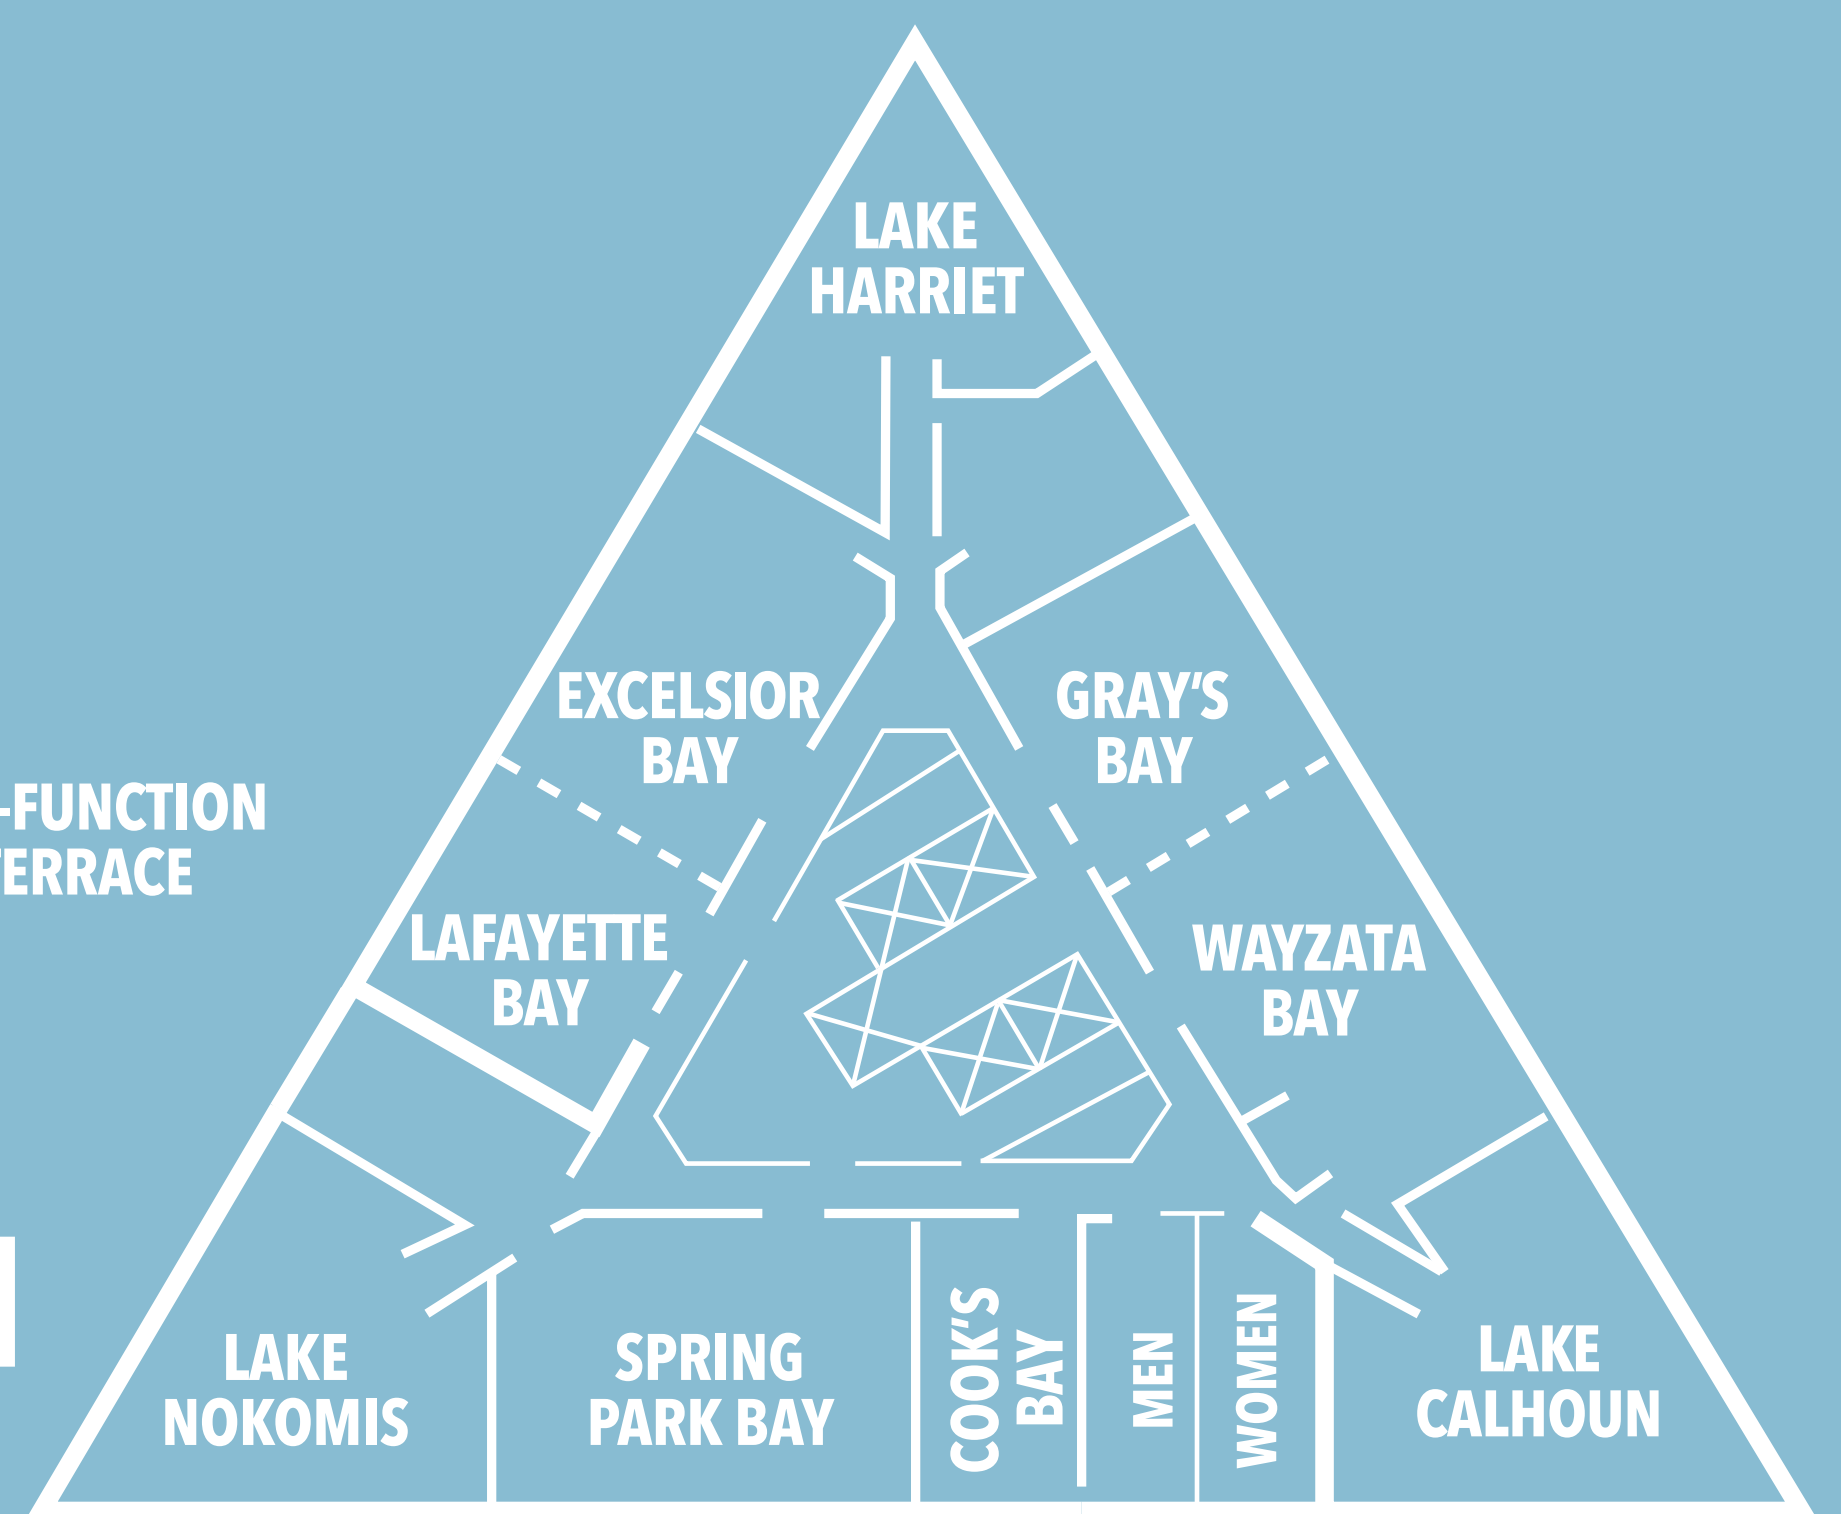 LAKE
HARRIET
EXCELSIOR
BAY
GRAY'S
BAY
-FUNCTION
TERRACE
LAFAYETTE
BAY
WAYZATA
BAY
LAKE
NOKOMIS
SPRING
PARK BAY
COOK'S
BAY
MEN
WOMEN
LAKE
CALHOUN